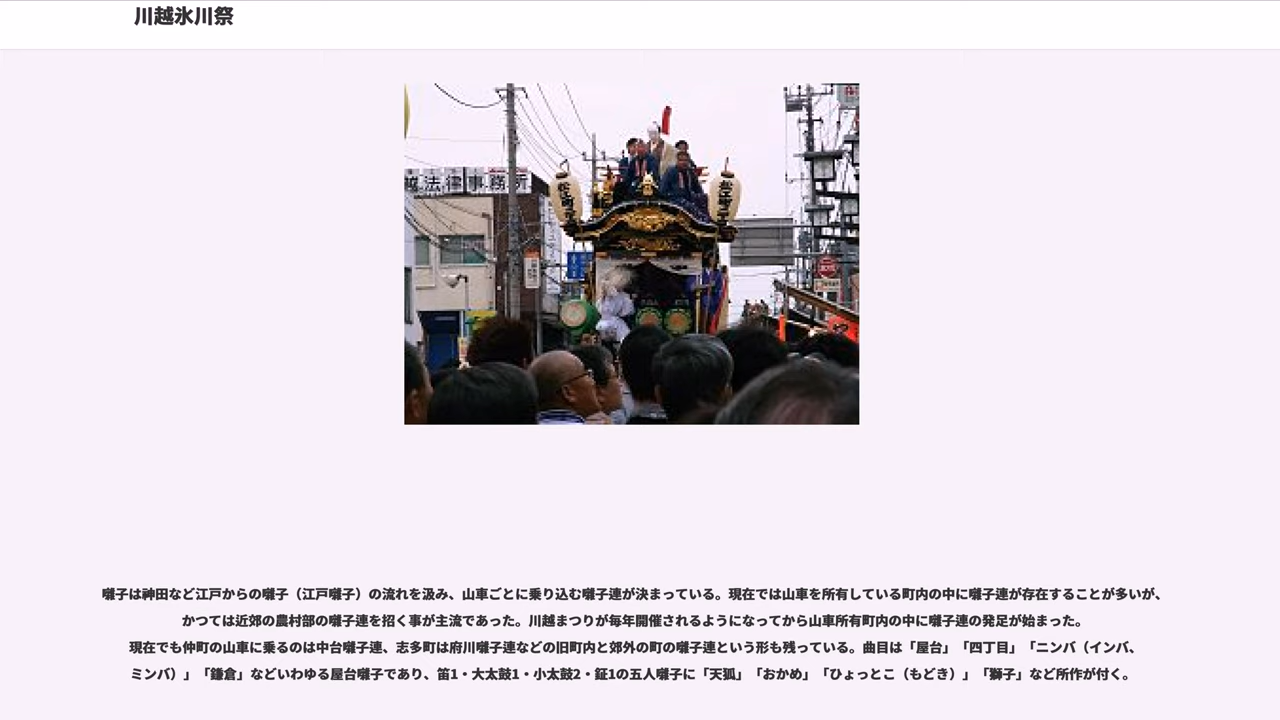 川越氷川祭
法律事務所
松江町二
松江町二
囃子は神田など江戸からの囃子（江戸囃子）の流れを汲み、山車ごとに乗り込む囃子連が決まっている。現在では山車を所有している町内の中に囃子連が存在することが多いが、
かつては近郊の農村部の囃子連を招く事が主流であった。川越まつりが毎年開催されるようになってから山車所有町内の中に囃子連の発足が始まった。
現在でも仲町の山車に乗るのは中台囃子連、志多町は府川囃子連などの旧町内と郊外の町の囃子連という形も残っている。曲目は「屋台」「四丁目」「ニンバ（インバ、
ミンバ）」「鎌倉」などいわゆる屋台囃子であり、笛1・大太鼓1・小太鼓2・鉦1の五人囃子に「天狐」「おかめ」「ひょっとこ（もどき）」「獅子」など所作が付く。